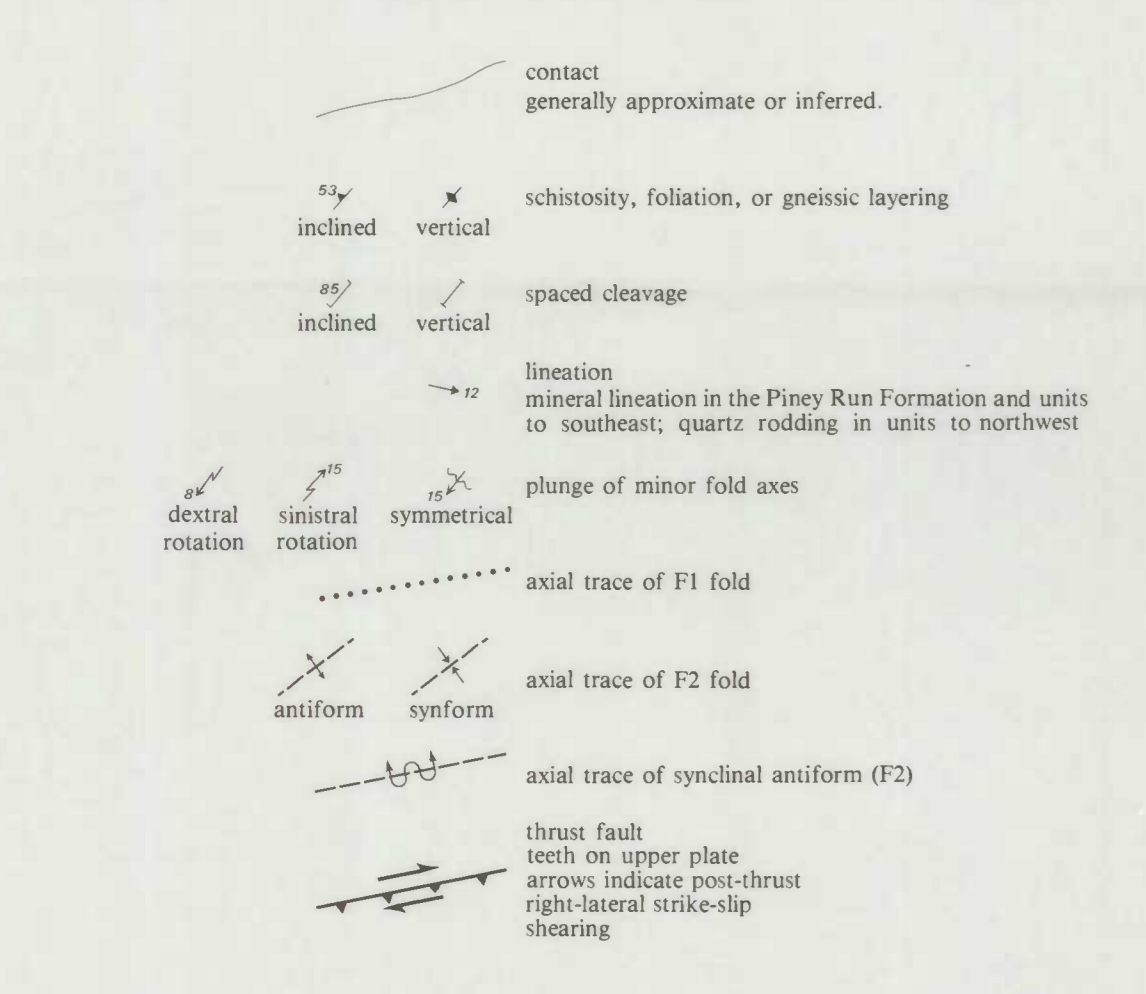 contact
generally approximate or inferred.
53
inclined vertical
schistosity, foliation, or gneissic layering
85
inclined vertical
spaced cleavage
12
lineation
mineral lineation in the Piney Run Formation and units
to southeast; quartz rodding in units to northwest
8 15 15
dextral sinistral symmetrical
rotation rotation
plunge of minor fold axes
axial trace of F1 fold
antiform synform
axial trace of F2 fold
axial trace of synclinal antiform (F2)
thrust fault
teeth on upper plate
arrows indicate post-thrust
right-lateral strike-slip
shearing